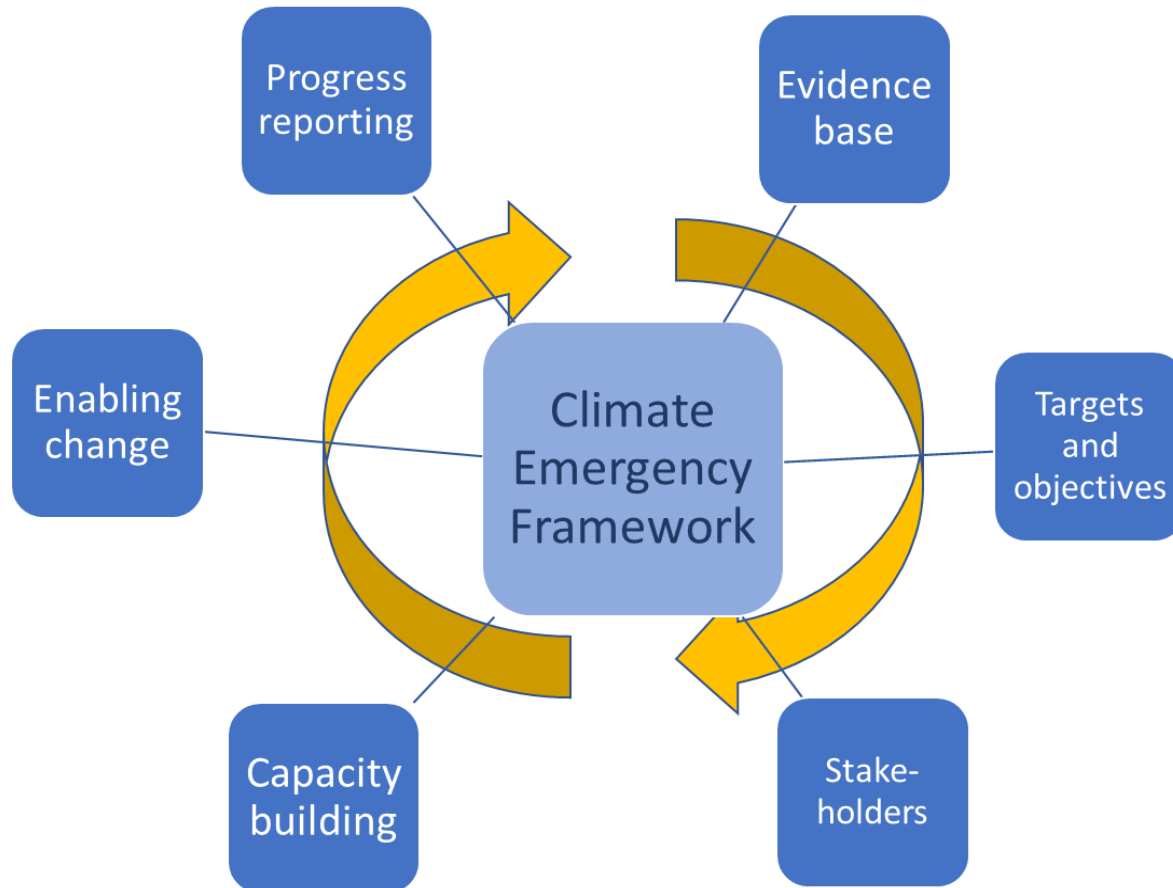 Progress
reporting
Evidence
base
Enabling
change
Climate
Emergency
Framework
Targets
and
objectives
Capacity
building
Stake-
holders